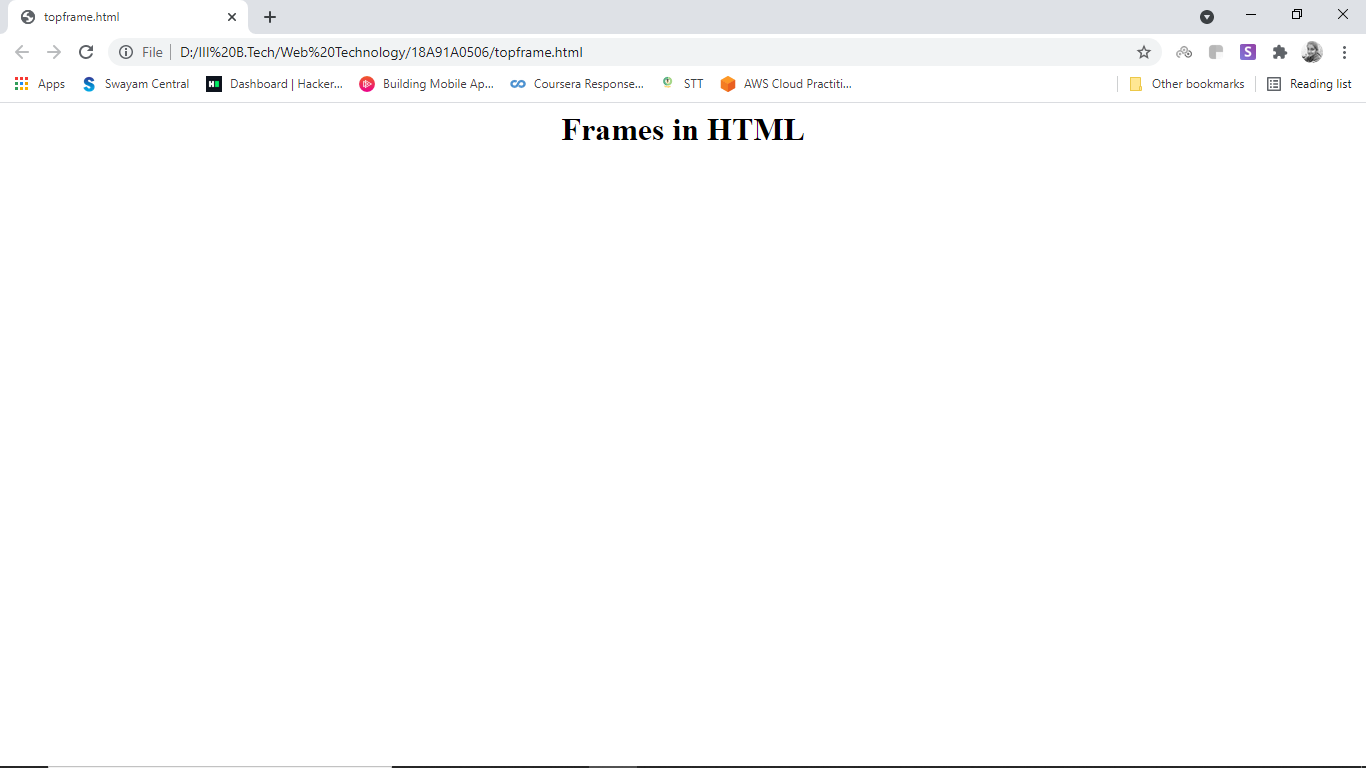 topframe.html
File D:/III%20B.Tech/Web%20Technology/18A91A0506/topframe.html
Apps Swayam Central Dashboard | Hacker... Building Mobile Ap... Coursera Response... STT AWS Cloud Practiti... Other bookmarks Reading list
Frames in HTML